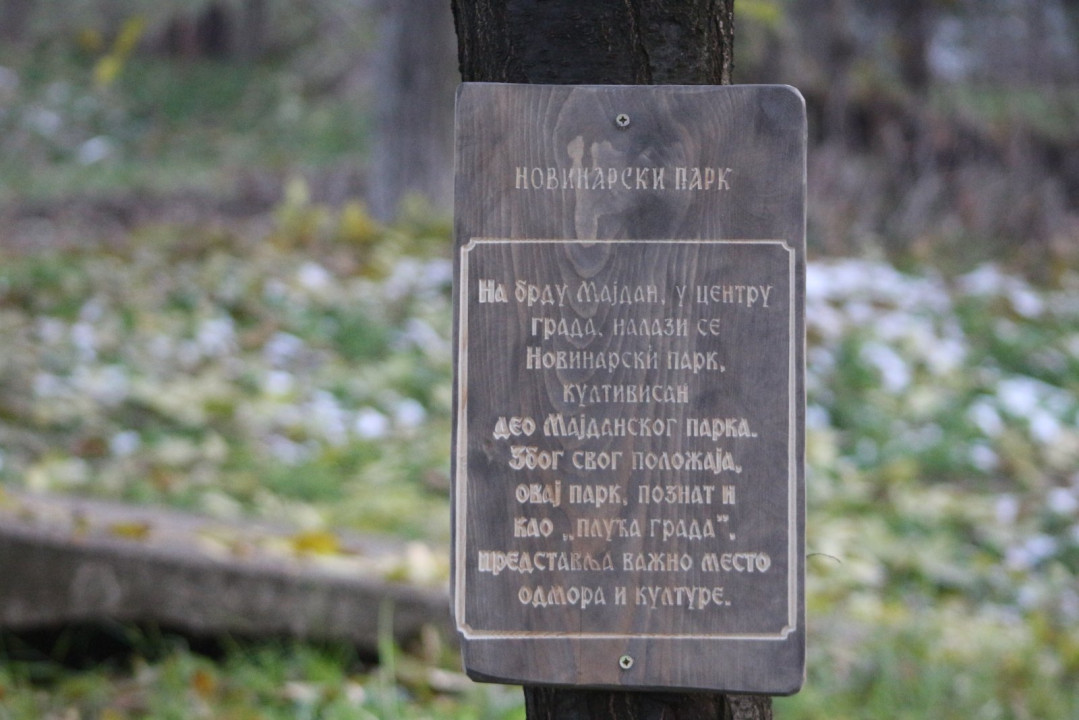 НОВИНАРСКИ ПАРК
На брду Мајдан, у центру
града, налази се
Новинарски парк,
култивисан
део Мајданског парка.
Због свог положаја,
овај парк, познат и
као „плућа града”,
представља важно место
одмора и културе.